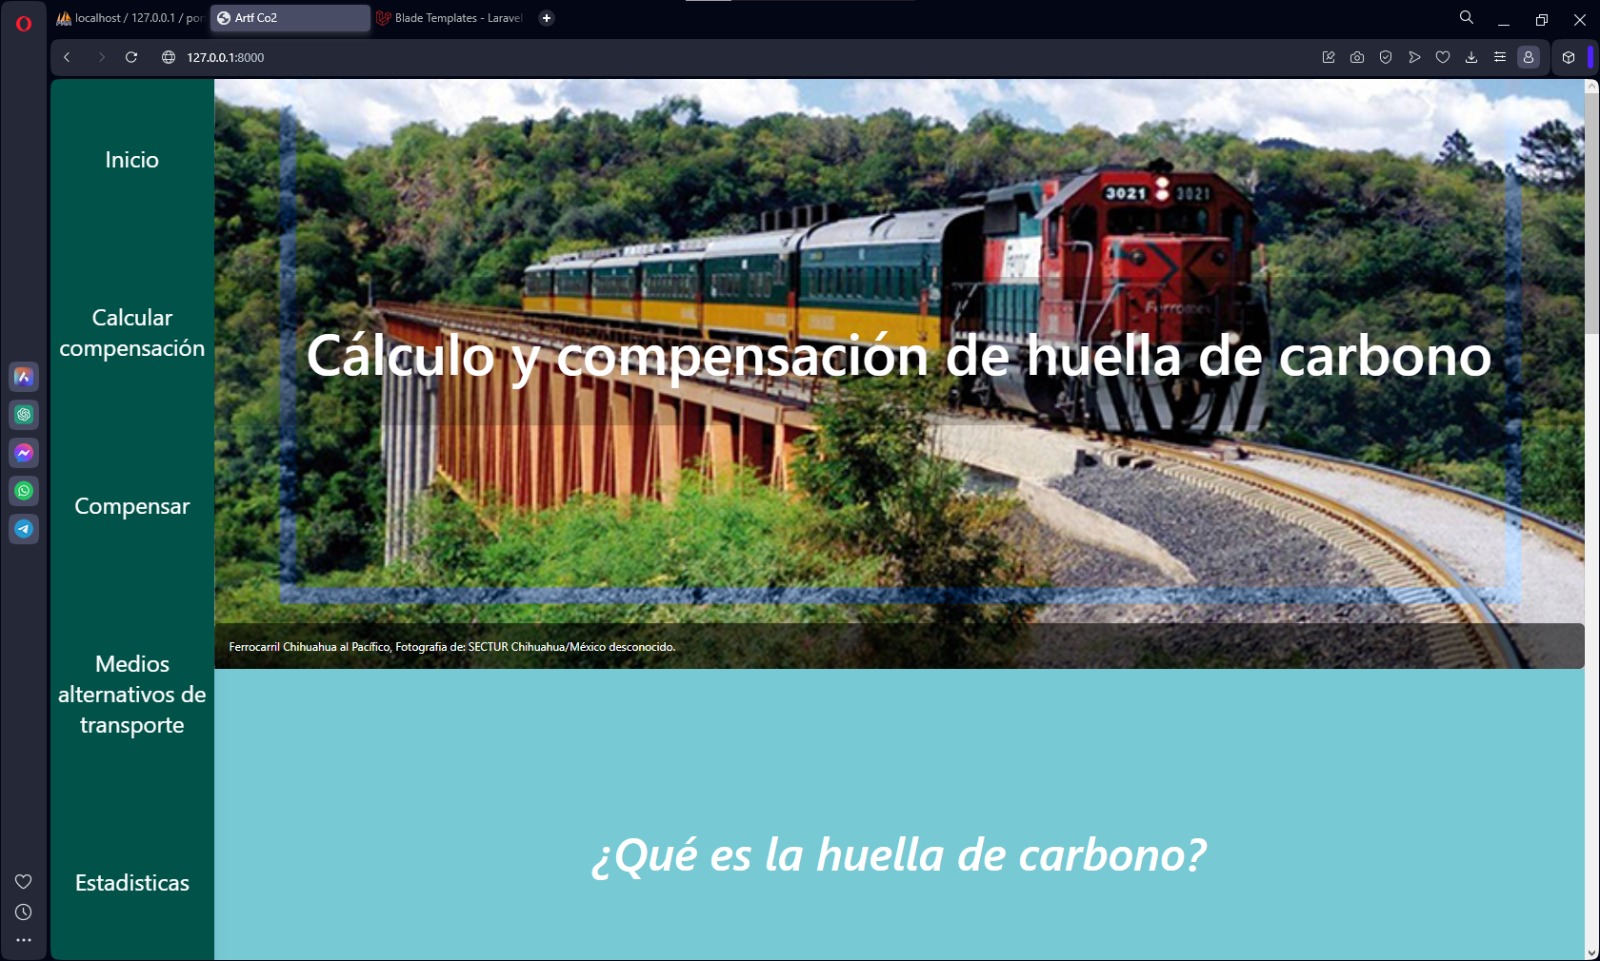 localhost / 127.0.0.1 / por
Artf Co2
Blade Templates - Laravel
127.0.0.1:8000
Inicio
Calcular
compensación
Compensar
Medios
alternativos de
transporte
Estadisticas
3021 3021
Ferromex
Cálculo y compensación de huella de carbono
Ferrocarril Chihuahua al Pacífico, Fotografia de: SECTUR Chihuahua/México desconocido.
¿Qué es la huella de carbono?